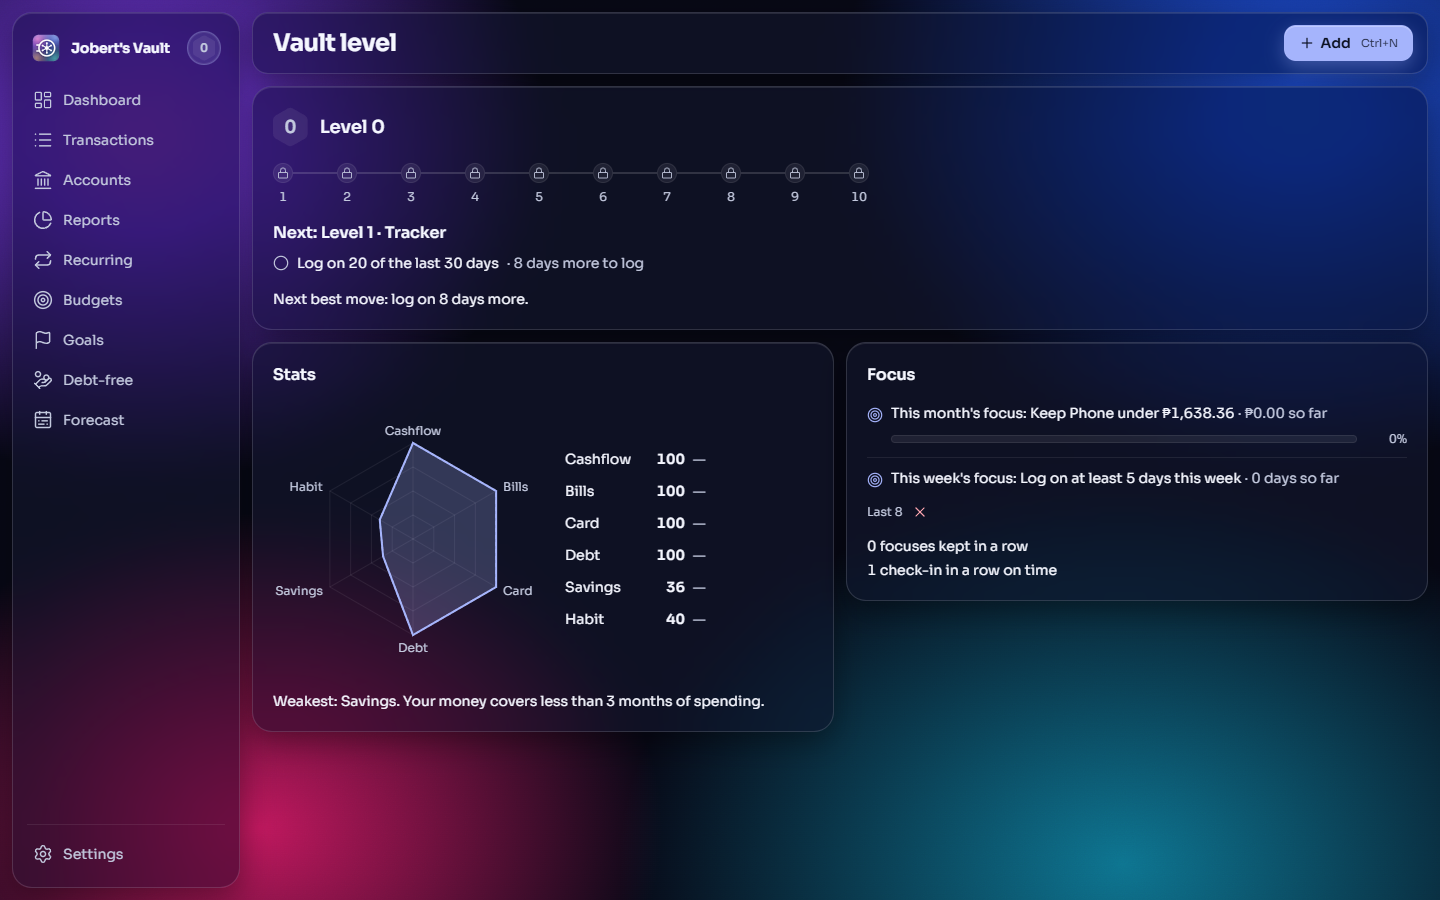 Jobert's Vault
0
Dashboard
Transactions
Accounts
Reports
Recurring
Budgets
Goals
Debt-free
Forecast
Settings
Vault level
+ Add Ctrl+N
0 Level 0
1 2 3 4 5 6 7 8 9 10
Next: Level 1 · Tracker
Log on 20 of the last 30 days · 8 days more to log
Next best move: log on 8 days more.
Stats
Cashflow
Habit
Bills
Savings
Card
Debt
Cashflow 100 —
Bills 100 —
Card 100 —
Debt 100 —
Savings 36 —
Habit 40 —
Weakest: Savings. Your money covers less than 3 months of spending.
Focus
This month's focus: Keep Phone under ₱1,638.36 · ₱0.00 so far
0%
This week's focus: Log on at least 5 days this week · 0 days so far
Last 8
0 focuses kept in a row
1 check-in in a row on time